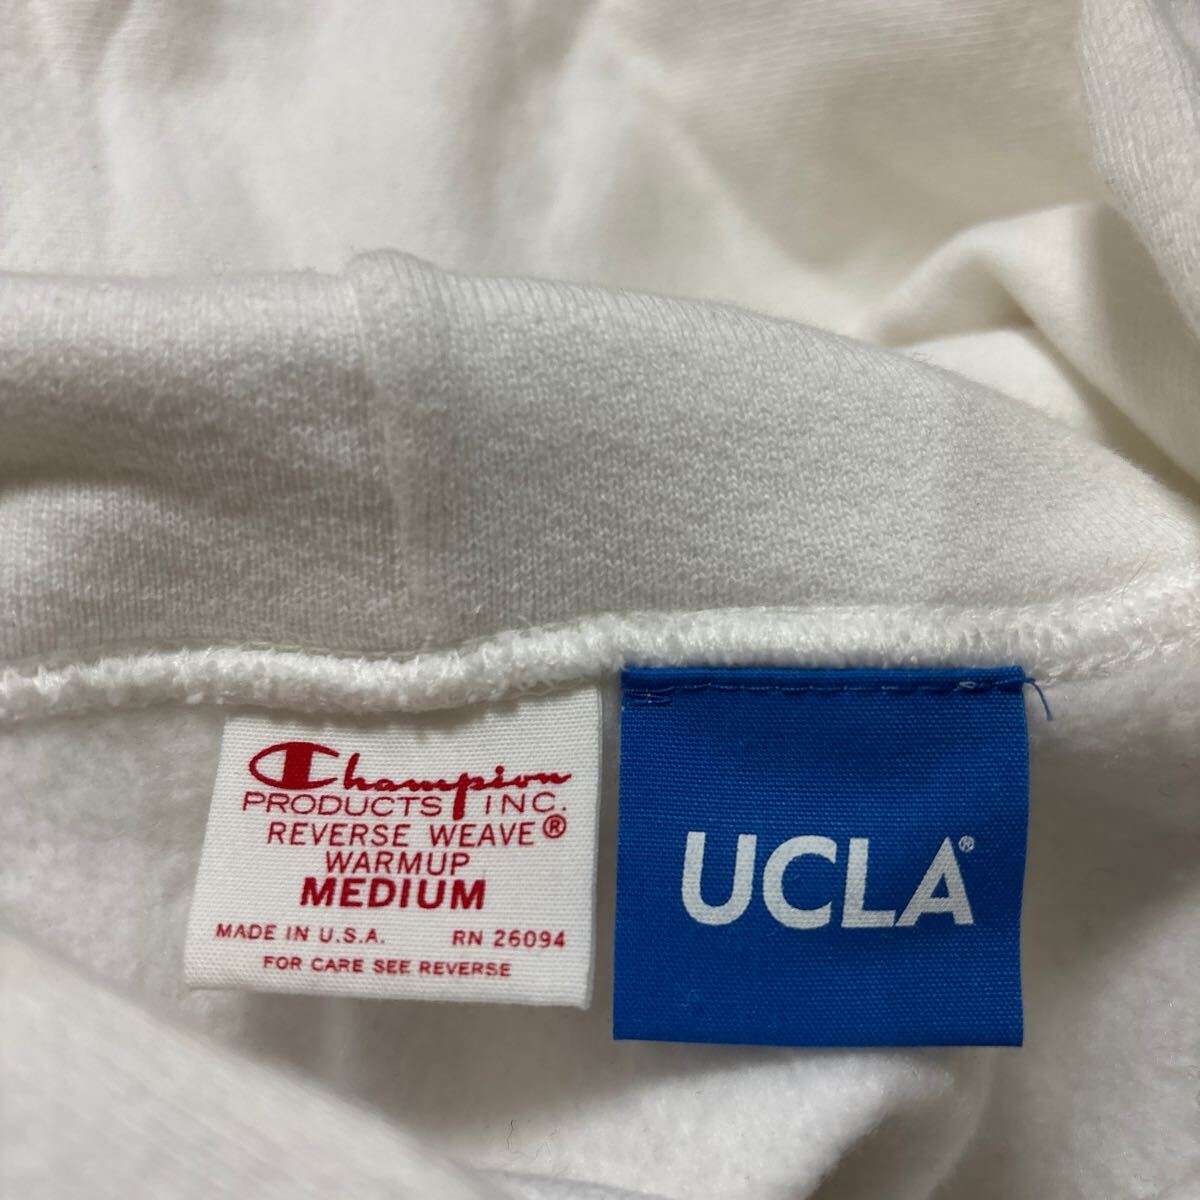 Champion
PRODUCTS INC.
REVERSE WEAVE®
WARMUP
MEDIUM
MADE IN U.S.A. RN 26094
FOR CARE SEE REVERSE
UCLA®